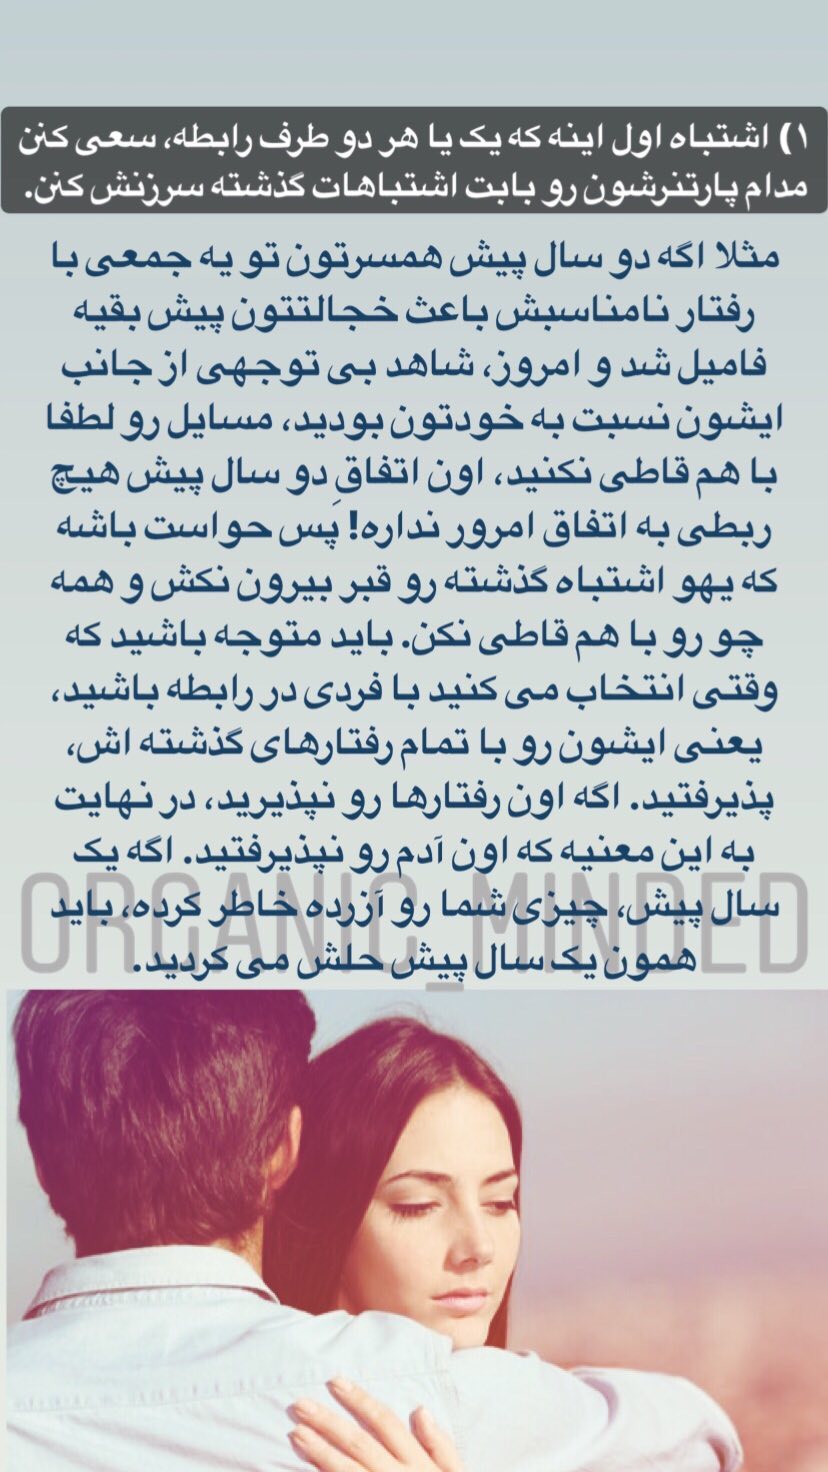 ۱) اشتباه اول اینه که یک یا هر دو طرف رابطه، سعی کنن
مدام پارتنرشون رو بابت اشتباهات گذشته سرزنش کنن.
مثلا اگه دو سال پیش همسرتون تو یه جمعی با
رفتار نامناسبش باعث خجالتتون پیش بقیه
فامیل شد و امروز، شاهد بی توجهی از جانب
ایشون نسبت به خودتون بودید، مسایل رو لطفا
با هم قاطی نکنید، اون اتفاقِ دو سال پیش هیچ
ربطی به اتفاق امرور نداره! پَس حواست باشه
که یهو اشتباه گذشته رو قبر بیرون نکش و همه
چو رو با هم قاطی نکن. باید متوجه باشید که
وقتی انتخاب می کنید با فردی در رابطه باشید،
یعنی ایشون رو با تمام رفتارهای گذشته اش،
پذیرفتید. اگه اون رفتارها رو نپذیرید، در نهایت
به این معنیه که اون آدم رو نپذیرفتید. اگه یک
سال پیش، چیزی شما رو آزرده خاطر کرده، باید
همون یک سال پیش حلش می کردید.
ORGANIC_MINDED